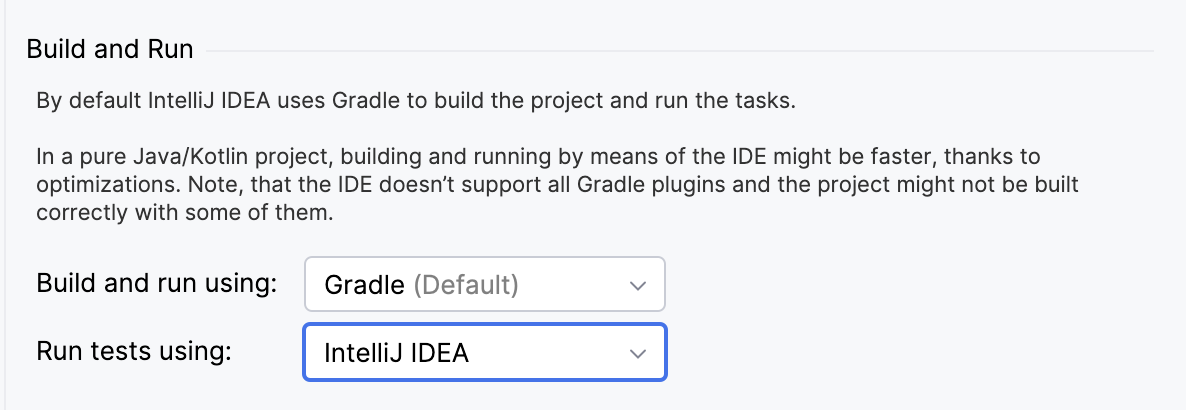 Build and Run
By default IntelliJ IDEA uses Gradle to build the project and run the tasks.
In a pure Java/Kotlin project, building and running by means of the IDE might be faster, thanks to
optimizations. Note, that the IDE doesn’t support all Gradle plugins and the project might not be built
correctly with some of them.
Build and run using: Gradle (Default)
Run tests using: IntelliJ IDEA